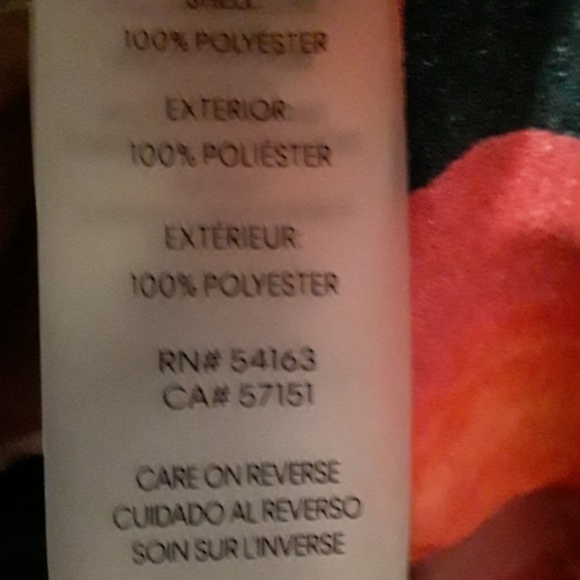 SHELL:
100% POLYESTER
EXTERIOR:
100% POLIÉSTER
EXTÉRIEUR:
100% POLYESTER
RN# 54163
CA# 57151
CARE ON REVERSE
CUIDADO AL REVERSO
SOIN SUR L'INVERSE